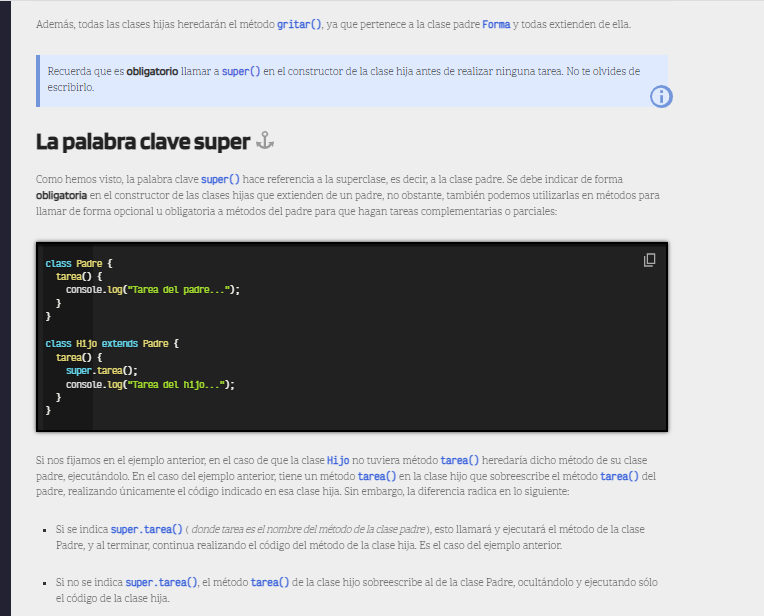 Además, todas las clases hijas heredarán el método gritar(), ya que pertenece a la clase padre Forma y todas extienden de ella.
Recuerda que es obligatorio llamar a super() en el constructor de la clase hija antes de realizar ninguna tarea. No te olvides de
escribirlo.
La palabra clave super
Como hemos visto, la palabra clave super() hace referencia a la superclase, es decir, a la clase padre. Se debe indicar de forma
obligatoria en el constructor de las clases hijas que extienden de un padre, no obstante, también podemos utilizarlas en métodos para
llamar de forma opcional u obligatoria a métodos del padre para que hagan tareas complementarias o parciales:
class Padre {
  tarea() {
    console.log("Tarea del padre...");
  }
}
class Hijo extends Padre {
  tarea() {
    super.tarea();
    console.log("Tarea del hijo...");
  }
}
Si nos fijamos en el ejemplo anterior, en el caso de que la clase Hijo no tuviera método tarea() heredaría dicho método de su clase
padre, ejecutándolo. En el caso del ejemplo anterior, tiene un método tarea() en la clase hijo que sobreescribe el método tarea() del
padre, realizando únicamente el código indicado en esa clase hija. Sin embargo, la diferencia radica en lo siguiente:
Si se indica super.tarea() ( donde tarea es el nombre del método de la clase padre), esto llamará y ejecutará el método de la clase
Padre, y al terminar, continua realizando el código del método de la clase hija. Es el caso del ejemplo anterior.
Si no se indica super.tarea(), el método tarea() de la clase hijo sobreescribe al de la clase Padre, ocultándolo y ejecutando sólo
el código de la clase hija.